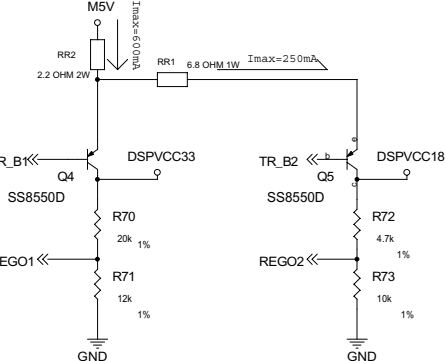 M5V
Imax=600mA
RR2
2.2 OHM 2W
RR1
6.8 OHM 1W
Imax=250mA
R_B1
Q4
SS8550D
DSPVCC33
TR_B2
b
e
c
Q5
SS8550D
DSPVCC18
R70
20k
1%
R72
4.7k
1%
EGO1
REGO2
R71
12k
1%
R73
10k
1%
GND
GND